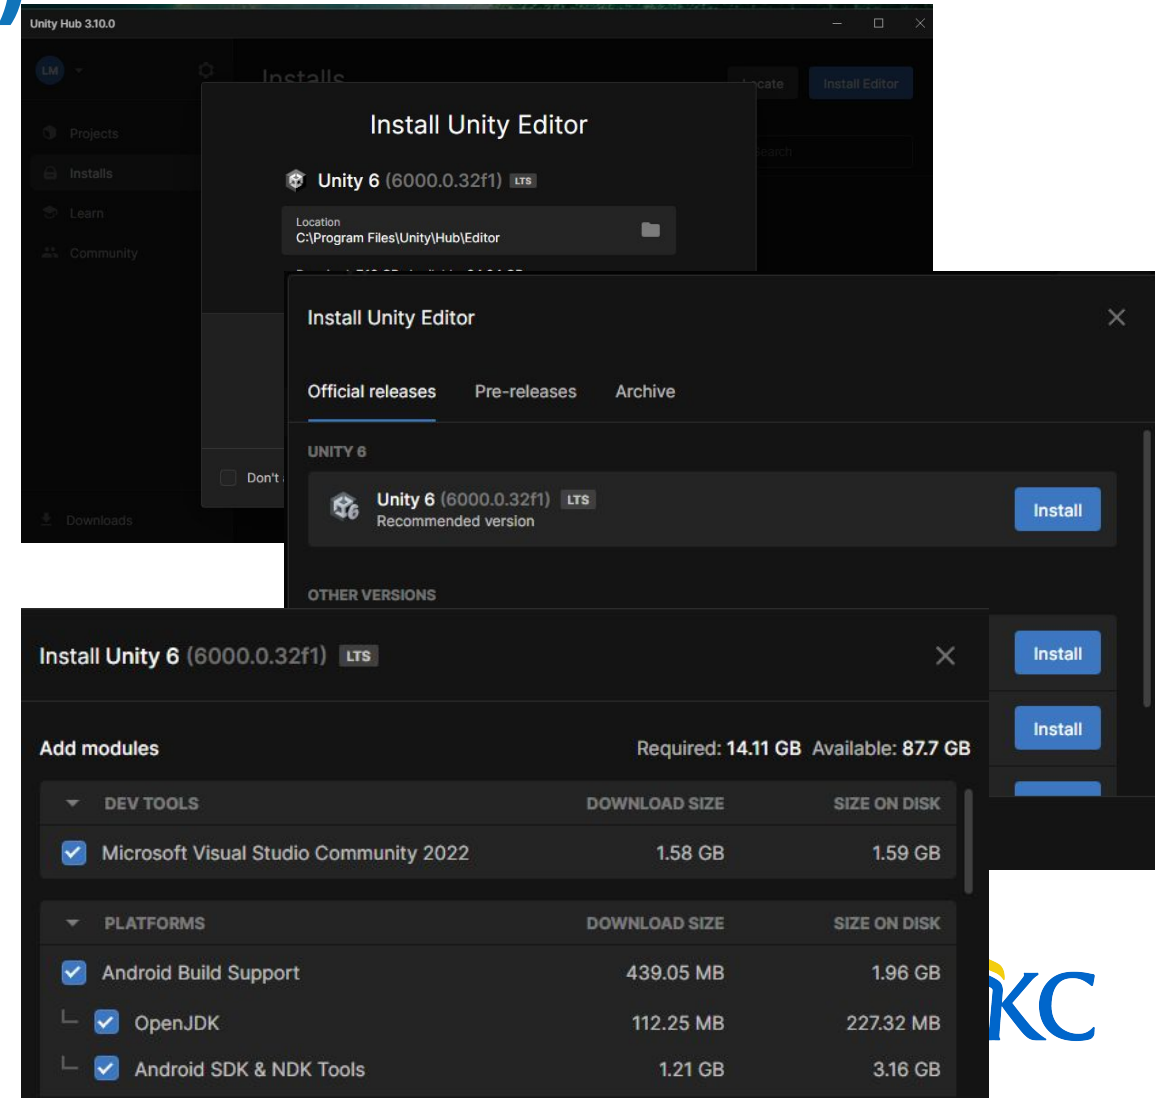 Unity Hub 3.10.0
LM
Installs
Locate
Install Editor
Projects
Search
Installs
Learn
Community
Downloads
Install Unity Editor
Unity 6 (6000.0.32f1) LTS
Location
C:\Program Files\Unity\Hub\Editor
Don't
Install Unity Editor
Official releases Pre-releases Archive
UNITY 6
Unity 6 (6000.0.32f1) LTS
Recommended version
Install
OTHER VERSIONS
Install
Install
Install Unity 6 (6000.0.32f1) LTS
Add modules
Required: 14.11 GB Available: 87.7 GB
DEV TOOLS DOWNLOAD SIZE SIZE ON DISK
Microsoft Visual Studio Community 2022 1.58 GB 1.59 GB
PLATFORMS DOWNLOAD SIZE SIZE ON DISK
Android Build Support 439.05 MB 1.96 GB
OpenJDK 112.25 MB 227.32 MB
Android SDK & NDK Tools 1.21 GB 3.16 GB
KC